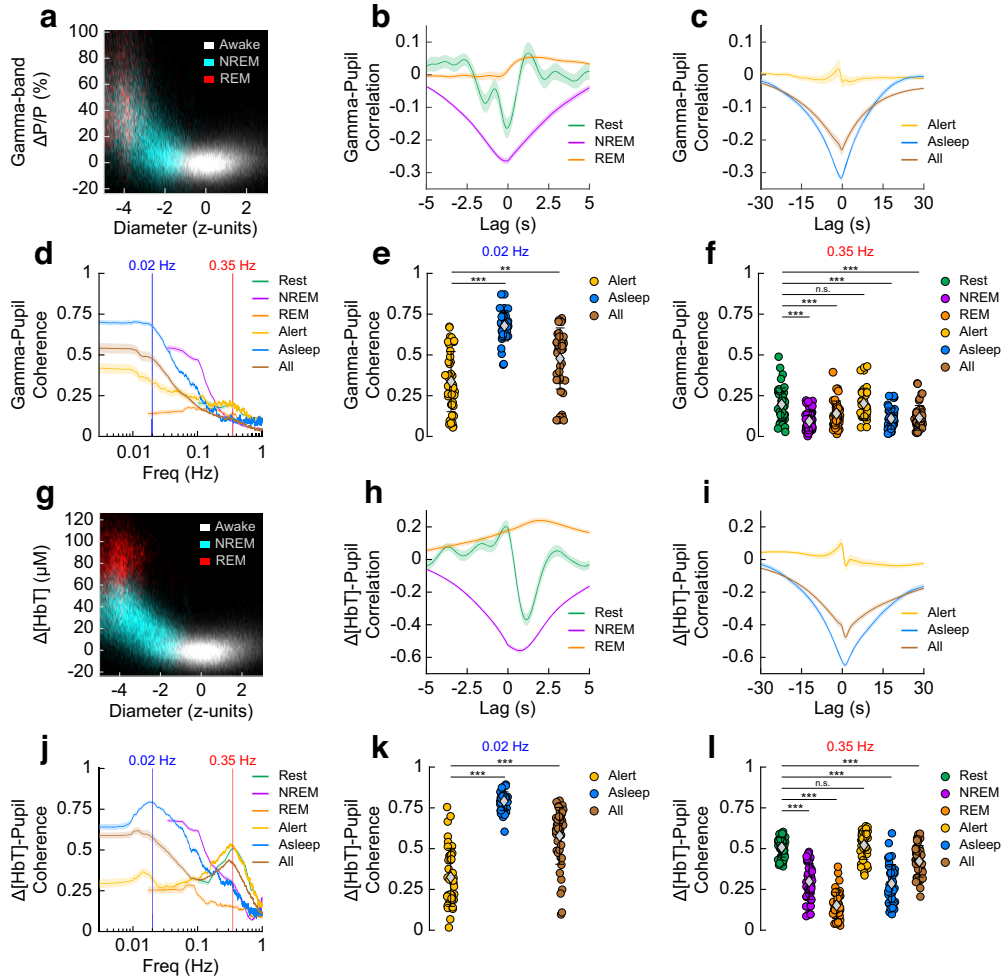 a
Gamma-band
ΔP/P (%)
100
80
60
40
20
0
-20
Awake
NREM
REM
-4 -2 0 2
Diameter (z-units)
b
Gamma-Pupil
Correlation
0.1
0
-0.1
-0.2
-0.3
Rest
NREM
REM
-5 -2.5 0 2.5 5
Lag (s)
c
Gamma-Pupil
Correlation
0.1
0
-0.1
-0.2
-0.3
Alert
Asleep
All
-30 -15 0 15 30
Lag (s)
d
0.02 Hz 0.35 Hz
Gamma-Pupil
Coherence
1
0.75
0.5
0.25
0
Rest
NREM
REM
Alert
Asleep
All
0.01 0.1 1
Freq (Hz)
e
0.02 Hz
Gamma-Pupil
Coherence
1
0.5
0
**
***
Alert
Asleep
All
f
0.35 Hz
Gamma-Pupil
Coherence
1
0.75
0.50
0.25
0
***
***
n.s.
***
***
Rest
NREM
REM
Alert
Asleep
All
g
Δ[HbT] (µM)
120
100
80
60
40
20
0
-20
Awake
NREM
REM
-4 -2 0 2
Diameter (z-units)
h
Δ[HbT]-Pupil
Correlation
0.2
0
-0.2
-0.4
-0.6
Rest
NREM
REM
-5 -2.5 0 2.5 5
Lag (s)
i
Δ[HbT]-Pupil
Correlation
0.2
0
-0.2
-0.4
-0.6
Alert
Asleep
All
-30 -15 0 15 30
Lag (s)
j
0.02 Hz 0.35 Hz
Δ[HbT]-Pupil
Coherence
1
0.75
0.5
0.25
0
Rest
NREM
REM
Alert
Asleep
All
0.01 0.1 1
Freq (Hz)
k
0.02 Hz
Δ[HbT]-Pupil
Coherence
1
0.75
0.50
0.25
0
***
***
Alert
Asleep
All
l
0.35 Hz
Δ[HbT]-Pupil
Coherence
1
0.75
0.50
0.25
0
***
***
n.s.
***
***
Rest
NREM
REM
Alert
Asleep
All